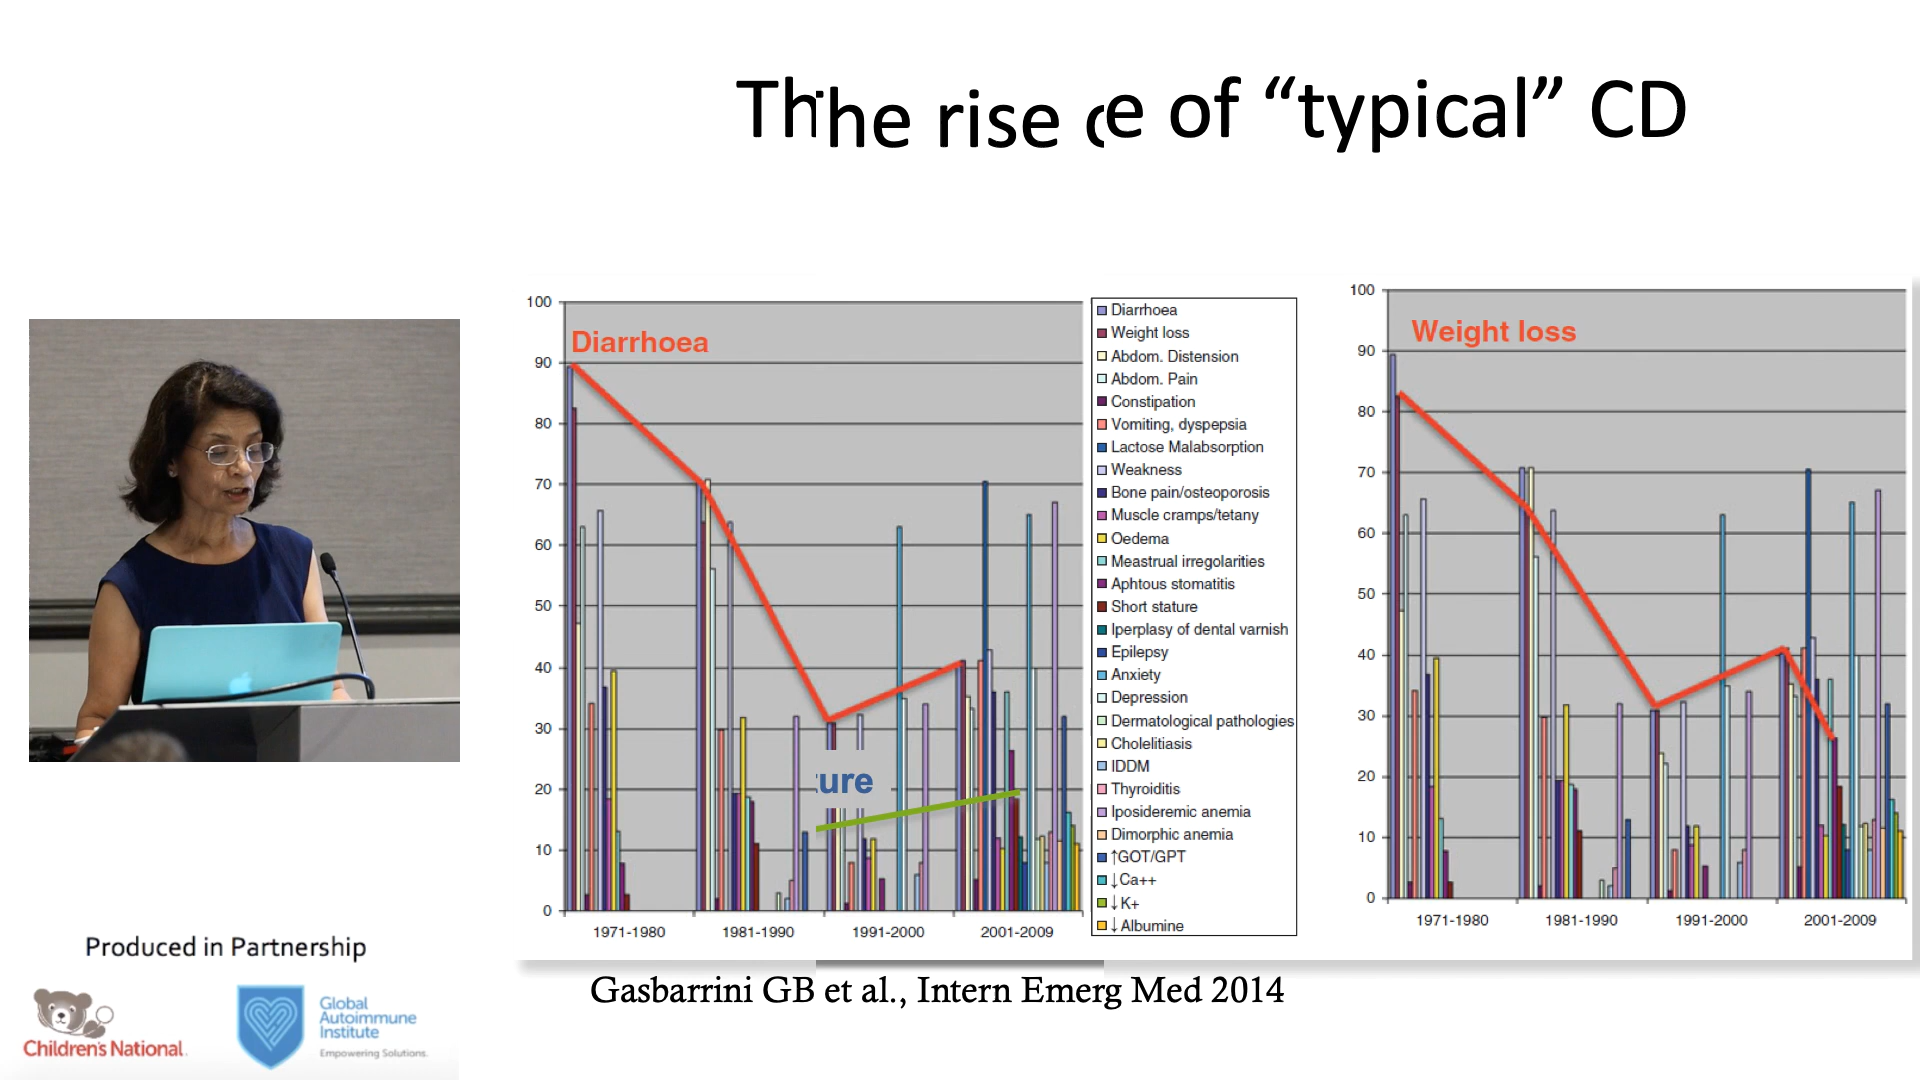 Th he rise e of “typical” CD
100
90
80
70
60
50
40
30
20
10
0
Diarrhoea
ure
1971-1980
1981-1990
1991-2000
2001-2009
Diarrhoea
Weight loss
Abdom. Distension
Abdom. Pain
Constipation
Vomiting, dyspepsia
Lactose Malabsorption
Weakness
Bone pain/osteoporosis
Muscle cramps/tetany
Oedema
Meastrual irregolarities
Aphtous stomatitis
Short stature
Iperplasy of dental varnish
Epilepsy
Anxiety
Depression
Dermatological pathologies
Cholelitiasis
IDDM
Thyroiditis
Iposideremic anemia
Dimorphic anemia
↑GOT/GPT
↓Ca++
↓K+
↓Albumine
100
90
80
70
60
50
40
30
20
10
0
Weight loss
1971-1980
1981-1990
1991-2000
2001-2009
Gasbarrini GB et al., Intern Emerg Med 2014
Produced in Partnership
Children's National.
Global
Autoimmune
Institute
Empowering Solutions.